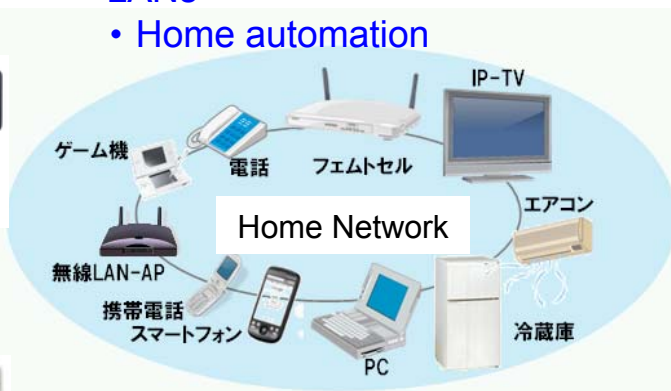 • Home automation
IP-TV
ゲーム機
電話
フェムトセル
エアコン
Home Network
無線LAN-AP
携帯電話
スマートフォン
PC
冷蔵庫